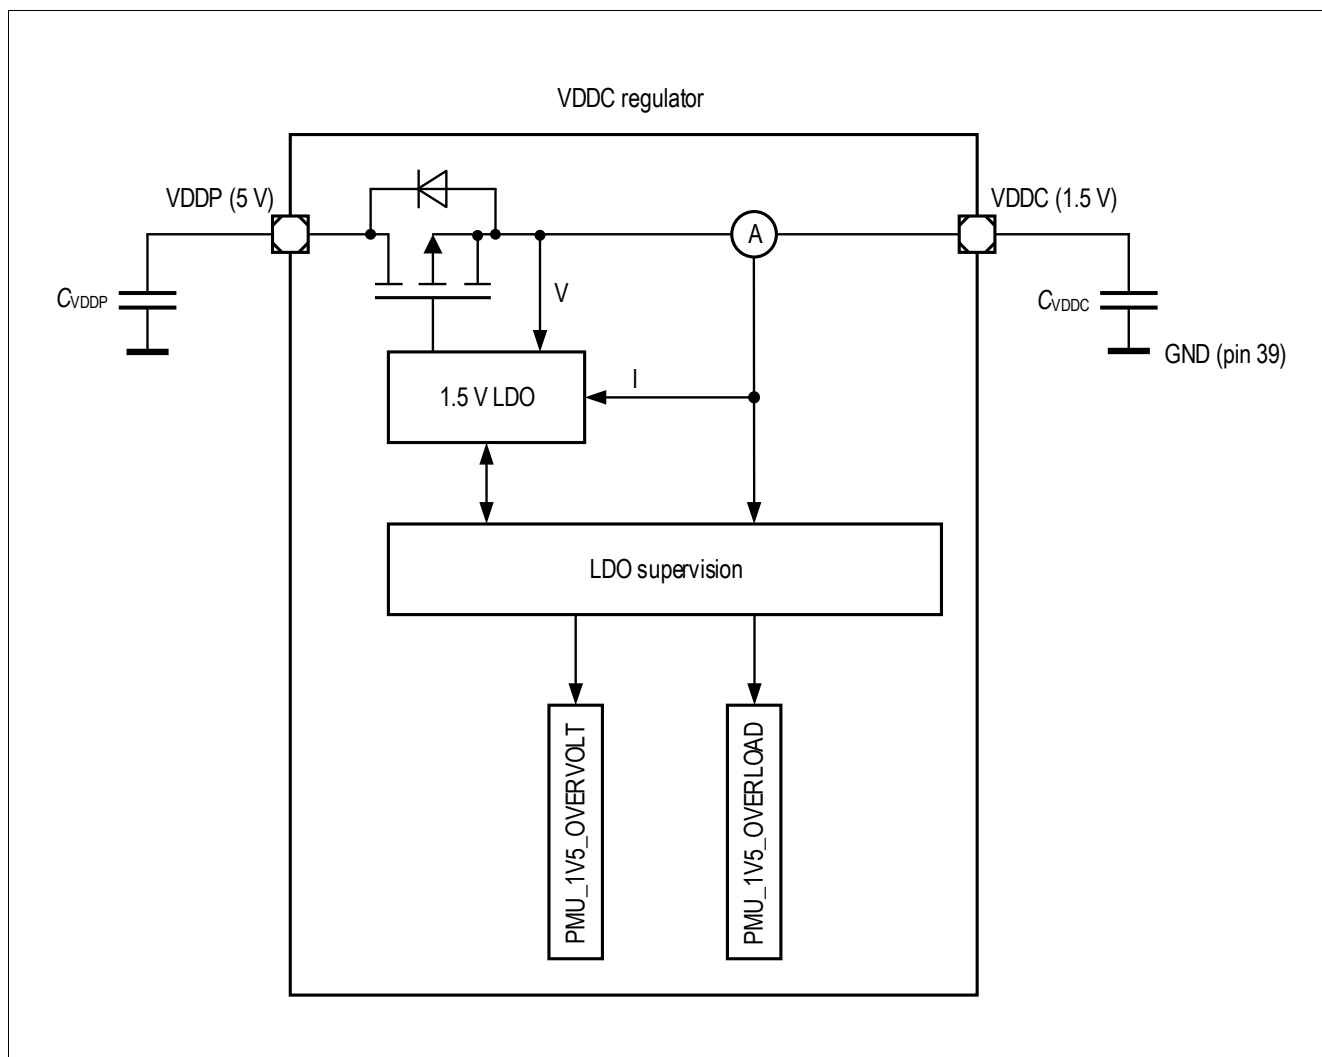 VDDC regulator
VDDP (5 V)
VDDC (1.5 V)
A
CVDDP
V
CVDDC
GND (pin 39)
I
1.5 V LDO
LDO supervision
PMU_1V5_OVERVOLT
PMU_1V5_OVERLOAD